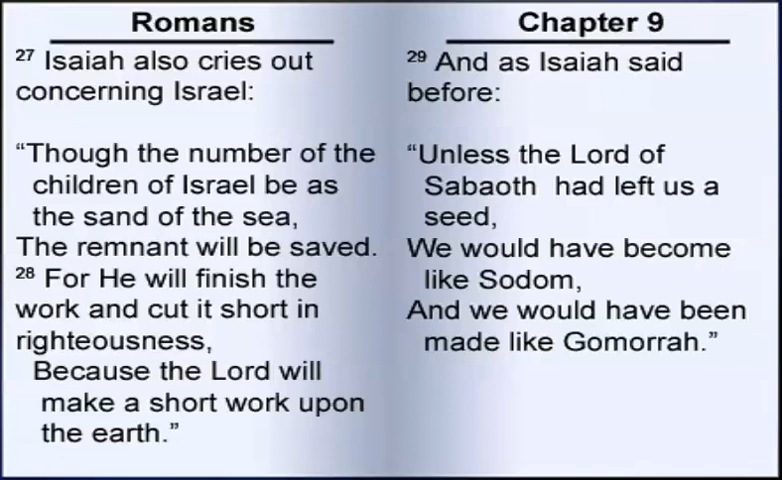 Romans
27 Isaiah also cries out
concerning Israel:
“Though the number of the
children of Israel be as
the sand of the sea,
The remnant will be saved.
28 For He will finish the
work and cut it short in
righteousness,
Because the Lord will
make a short work upon
the earth.”
Chapter 9
29 And as Isaiah said
before:
“Unless the Lord of
Sabaoth had left us a
seed,
We would have become
like Sodom,
And we would have been
made like Gomorrah.”